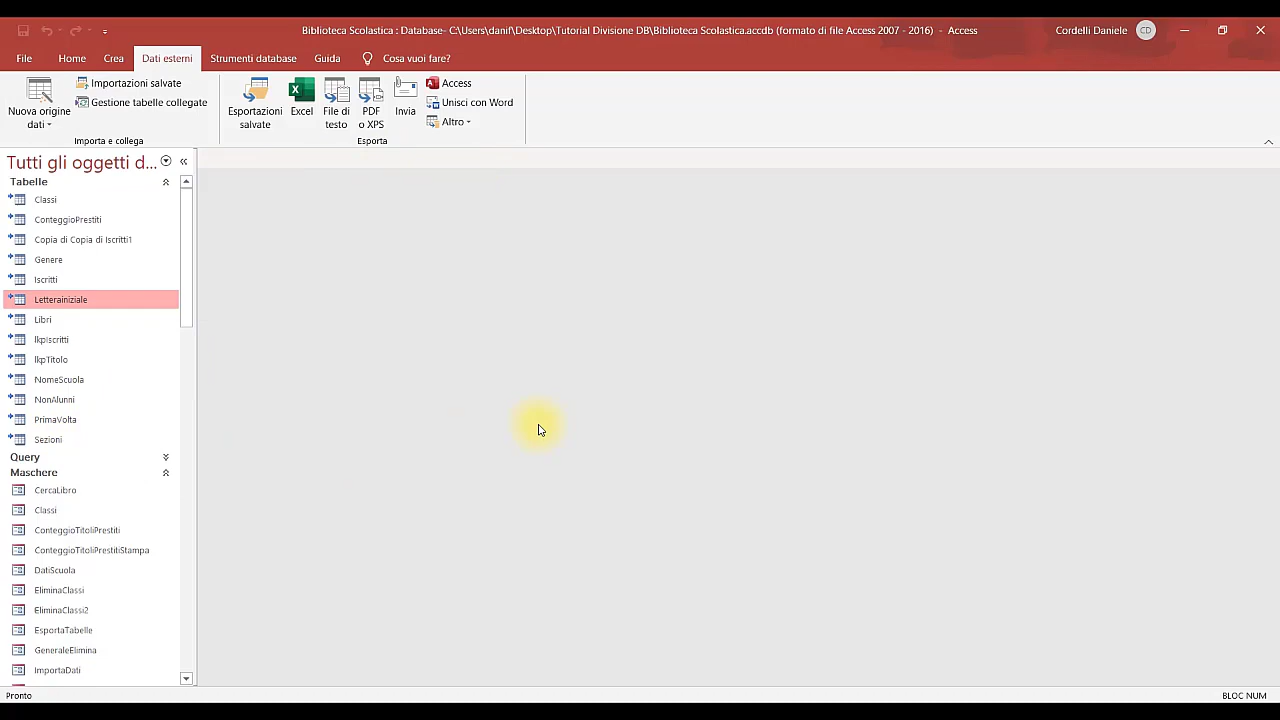 Biblioteca Scolastica : Database- C:\Users\danif\Desktop\Tutorial Divisione DB\Biblioteca Scolastica.accdb (formato di file Access 2007 - 2016) - Access
Cordelli Daniele
CD
File
Home
Crea
Dati esterni
Strumenti database
Guida
Cosa vuoi fare?
Nuova origine
dati
Importazioni salvate
Gestione tabelle collegate
Importa e collega
Esportazioni
salvate
Excel
File di
testo
PDF
o XPS
Invia
Access
Unisci con Word
Altro
Esporta
Tutti gli oggetti d...
Tabelle
Classi
ConteggioPrestiti
Copia di Copia di Iscritti1
Genere
Iscritti
Letterainiziale
Libri
lkpIscritti
lkpTitolo
NomeScuola
NonAlunni
PrimaVolta
Sezioni
Query
Maschere
CercaLibro
Classi
ConteggioTitoliPrestiti
ConteggioTitoliPrestitiStampa
DatiScuola
EliminaClassi
EliminaClassi2
EsportaTabelle
GeneraleElimina
ImportaDati
Pronto
BLOC NUM